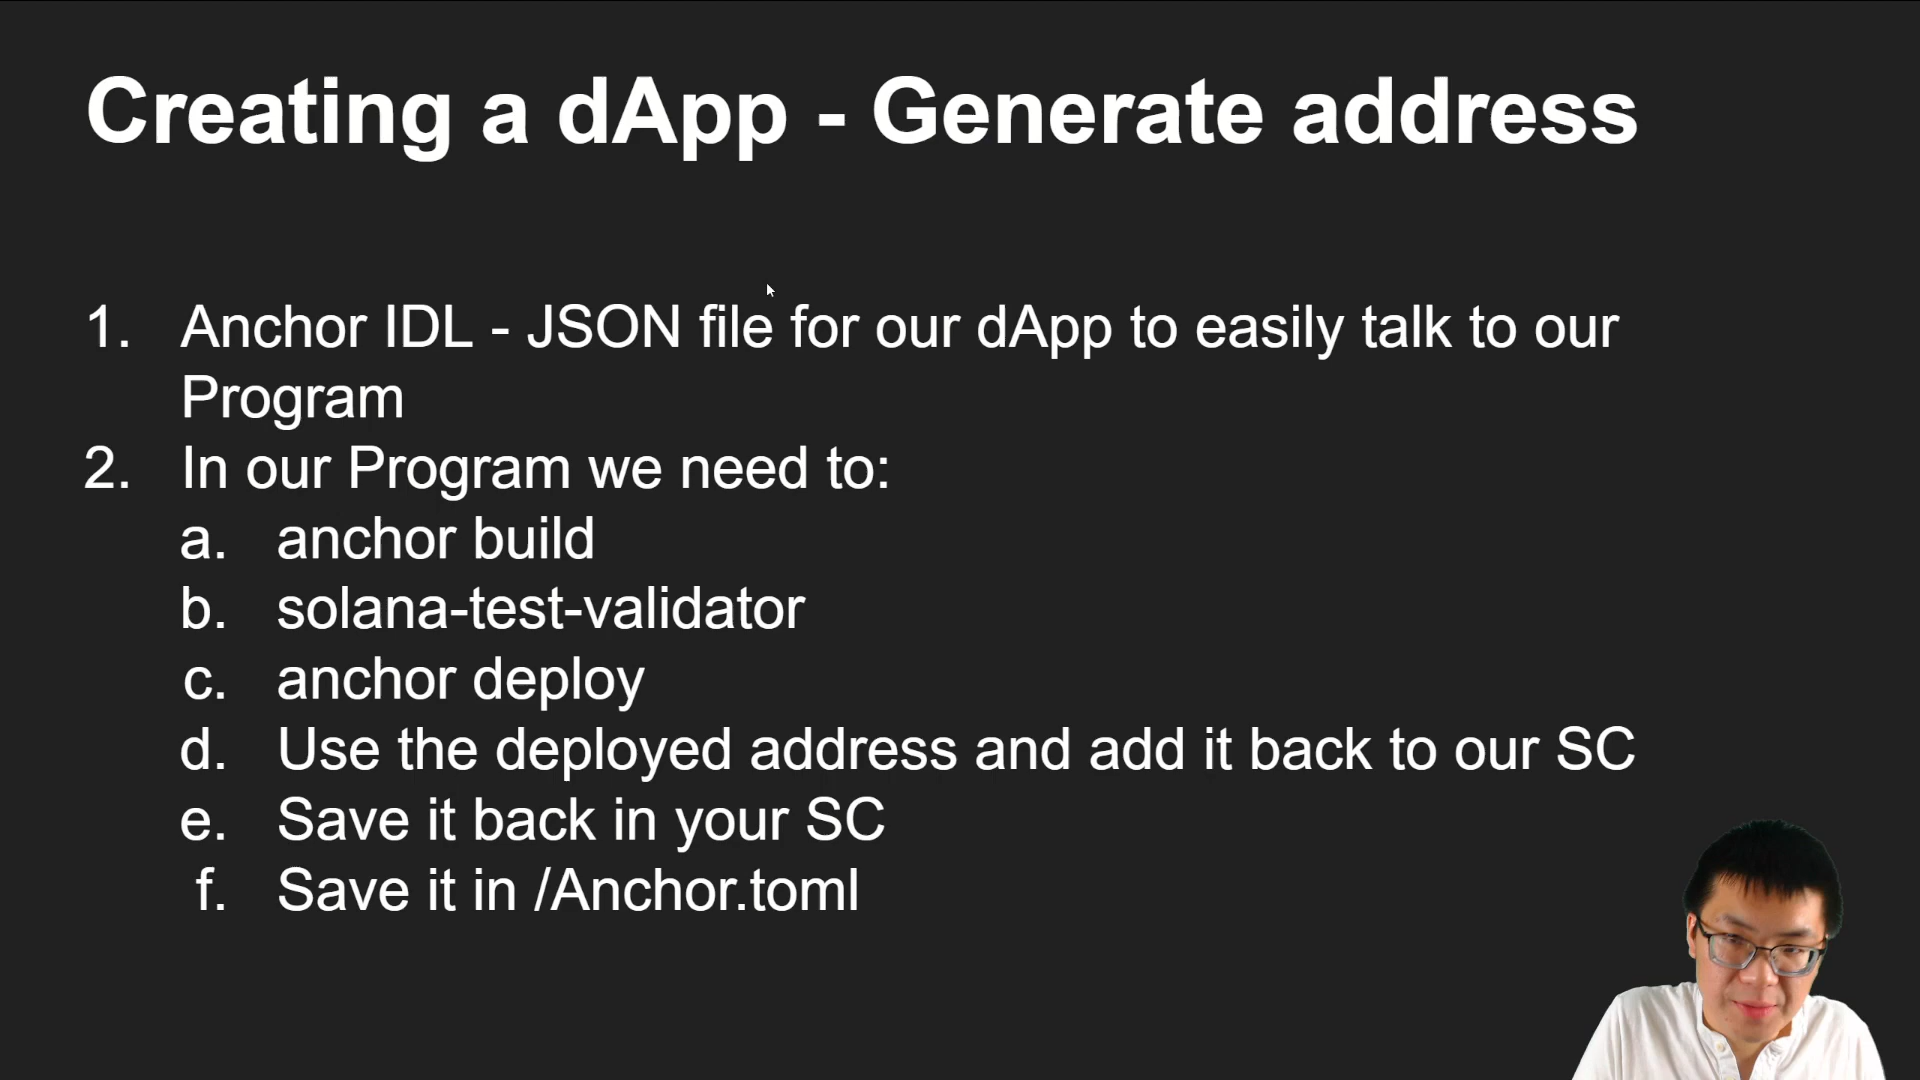 Creating a dApp - Generate address
1. Anchor IDL - JSON file for our dApp to easily talk to our
Program
2. In our Program we need to:
a. anchor build
b. solana-test-validator
c. anchor deploy
d. Use the deployed address and add it back to our SC
e. Save it back in your SC
f. Save it in /Anchor.toml